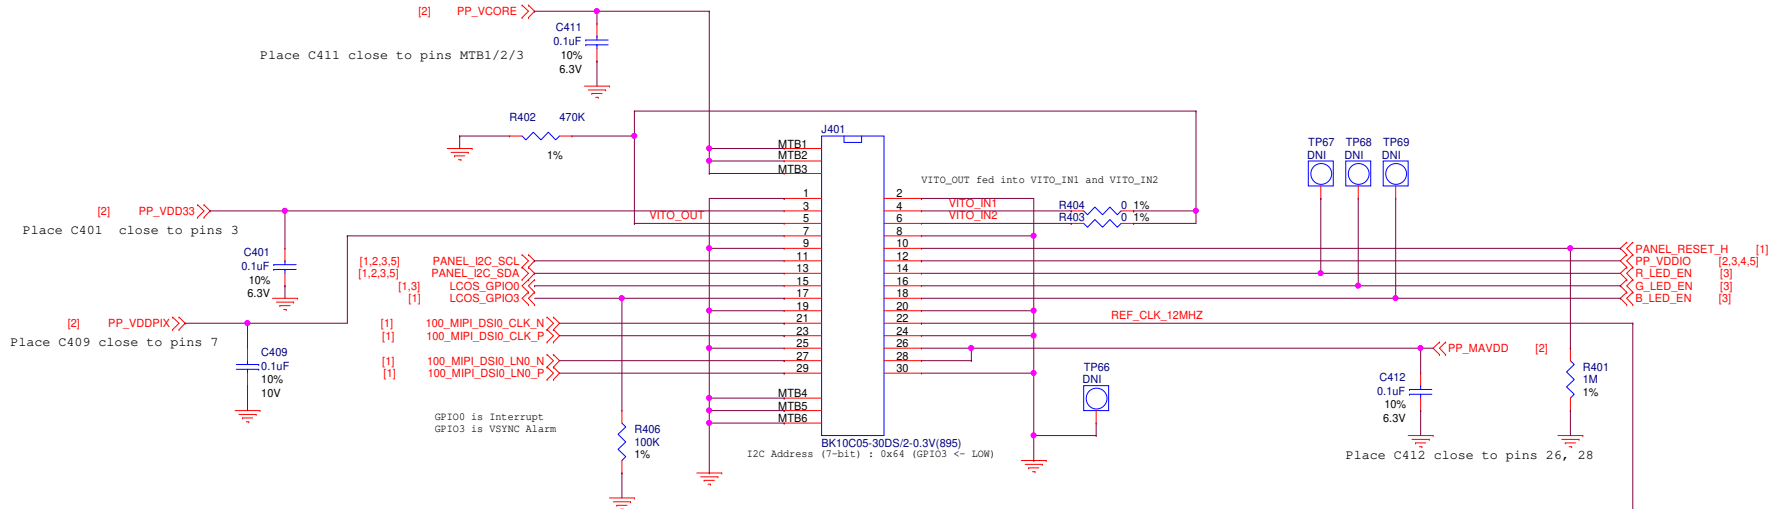 [2] PP_VCORE
C411
0.1uF
10%
6.3V
Place C411 close to pins MTB1/2/3
R402 470K
1%
J401
MTB1
MTB2
MTB3
VITO_OUT fed into VITO_IN1 and VITO_IN2
TP67
DNI
TP68
DNI
TP69
DNI
[2] PP_VDD33
Place C401 close to pins 3
C401
0.1uF
10%
6.3V
VITO_OUT
VITO_IN1
VITO_IN2
R404 0 1%
R403 0 1%
1
3
5
7
9
11
13
15
17
19
21
23
25
27
29
2
4
6
8
10
12
14
16
18
20
22
24
26
28
30
[1,2,3,5] PANEL_I2C_SCL
[1,2,3,5] PANEL_I2C_SDA
[1,3] LCOS_GPIO0
[1] LCOS_GPIO3
PANEL_RESET_H [1]
PP_VDDIO [2,3,4,5]
R_LED_EN [3]
G_LED_EN [3]
B_LED_EN [3]
REF_CLK_12MHZ
[2] PP_VDDPIX
Place C409 close to pins 7
C409
0.1uF
10%
10V
[1] 100_MIPI_DSI0_CLK_N
[1] 100_MIPI_DSI0_CLK_P
[1] 100_MIPI_DSI0_LN0_N
[1] 100_MIPI_DSI0_LN0_P
PP_MAVDD [2]
TP66
DNI
C412
0.1uF
10%
6.3V
R401
1M
1%
MTB4
MTB5
MTB6
GPIO0 is Interrupt
GPIO3 is VSYNC Alarm
R406
100K
1%
BK10C05-30DS/2-0.3V(895)
I2C Address (7-bit) : 0x64 (GPIO3 <- LOW)
Place C412 close to pins 26, 28